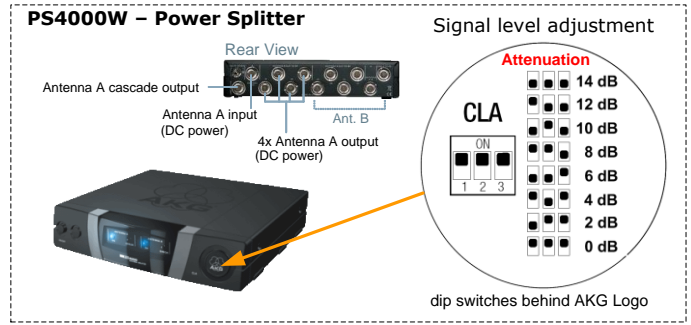 PS4000W – Power Splitter
Rear View
Antenna A cascade output
Antenna A input
(DC power)
4x Antenna A output
(DC power)
Ant. B
AKG
AKG
Signal level adjustment
Attenuation
14 dB
12 dB
10 dB
8 dB
6 dB
4 dB
2 dB
0 dB
CLA
ON
1 2 3
dip switches behind AKG Logo